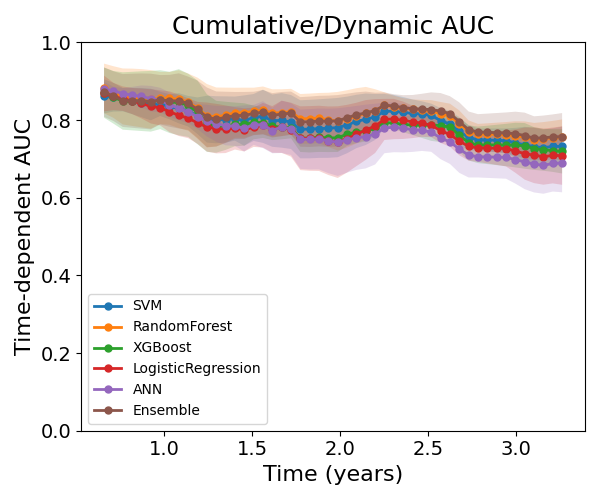 Cumulative/Dynamic AUC
Time-dependent AUC
1.0
0.8
0.6
0.4
0.2
0.0
SVM
RandomForest
XGBoost
LogisticRegression
ANN
Ensemble
1.0 1.5 2.0 2.5 3.0
Time (years)